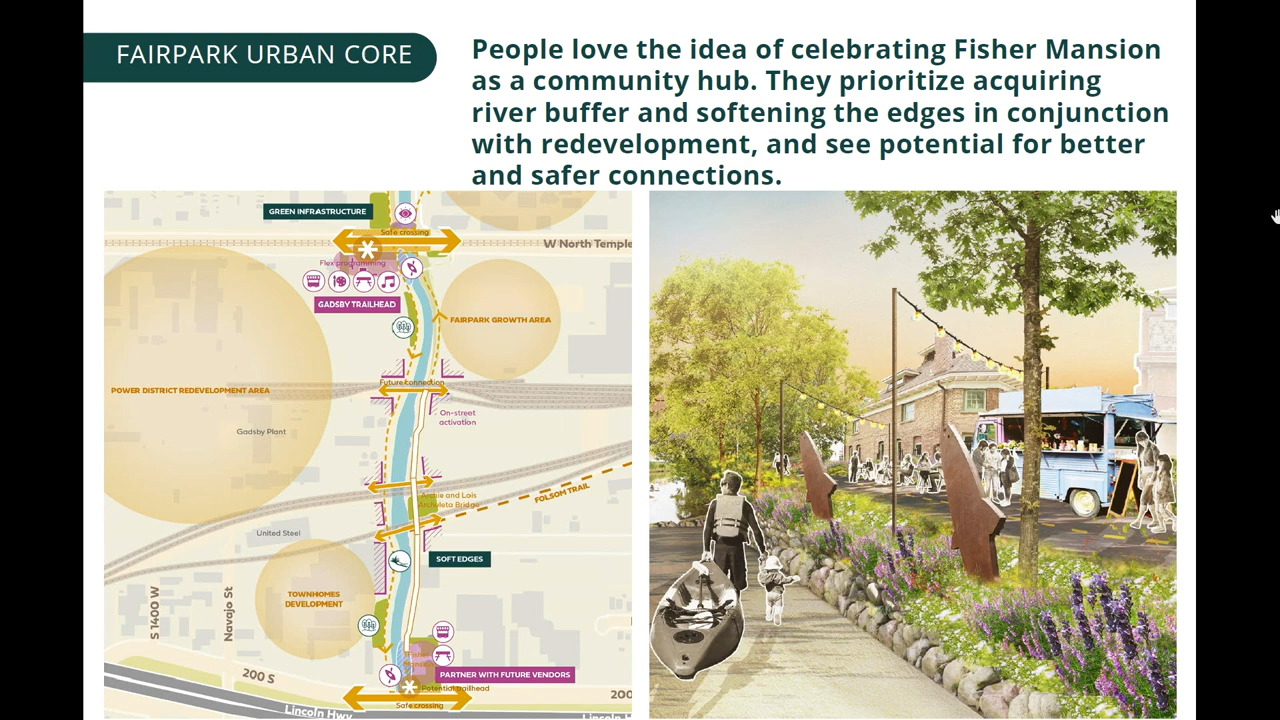 FAIRPARK URBAN CORE
People love the idea of celebrating Fisher Mansion
as a community hub. They prioritize acquiring
river buffer and softening the edges in conjunction
with redevelopment, and see potential for better
and safer connections.
GREEN INFRASTRUCTURE
Safe crossing
W North Temple
Flex programming
GADSBY TRAILHEAD
FAIRPARK GROWTH AREA
Future connection
POWER DISTRICT REDEVELOPMENT AREA
On-street
activation
Gadsby Plant
Archie and Lois
Archuleta Bridge
FOLSOM TRAIL
United Steel
SOFT EDGES
TOWNHOMES
DEVELOPMENT
S 1400 W
Navajo St
Fisher
Mansion
PARTNER WITH FUTURE VENDORS
200 S
Potential trailhead
200
Safe crossing
Lincoln Hwy